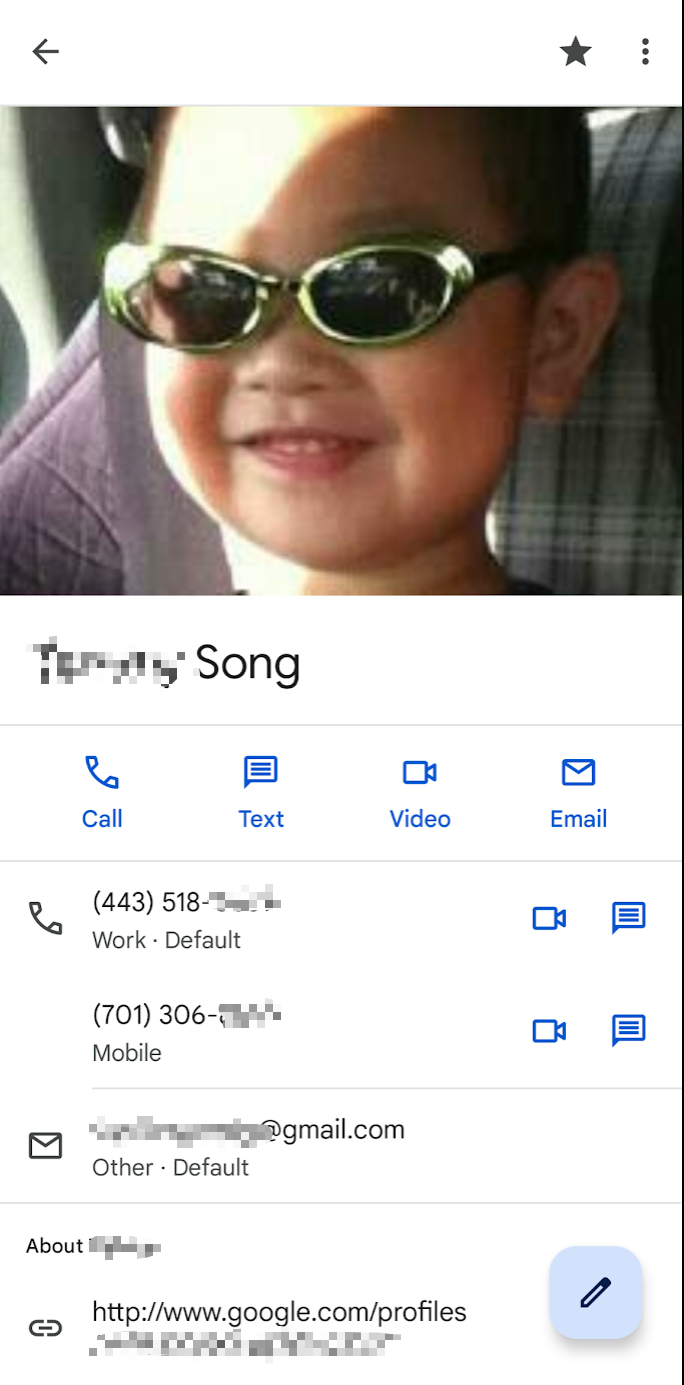 Song
Call
Text
Video
Email
(443) 518-
Work · Default
(701) 306-
Mobile
@gmail.com
Other · Default
About
http://www.google.com/profiles